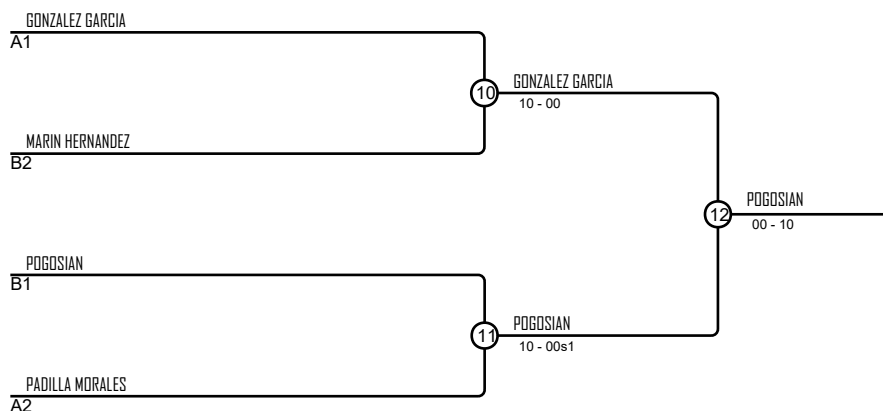 GONZALEZ GARCIA
A1
10
GONZALEZ GARCIA
10 - 00
MARIN HERNANDEZ
B2
12
POGOSIAN
00 - 10
POGOSIAN
B1
11
POGOSIAN
10 - 00s1
PADILLA MORALES
A2